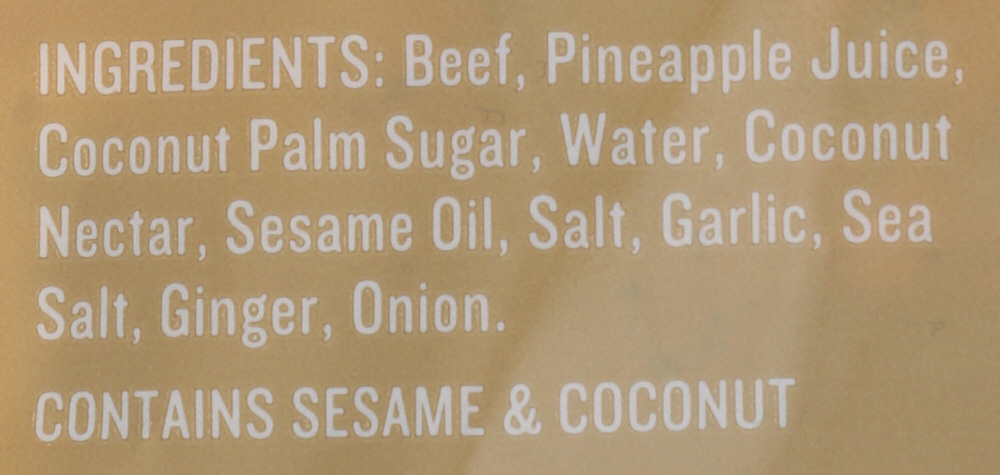 INGREDIENTS: Beef, Pineapple Juice,
Coconut Palm Sugar, Water, Coconut
Nectar, Sesame Oil, Salt, Garlic, Sea
Salt, Ginger, Onion.
CONTAINS SESAME & COCONUT